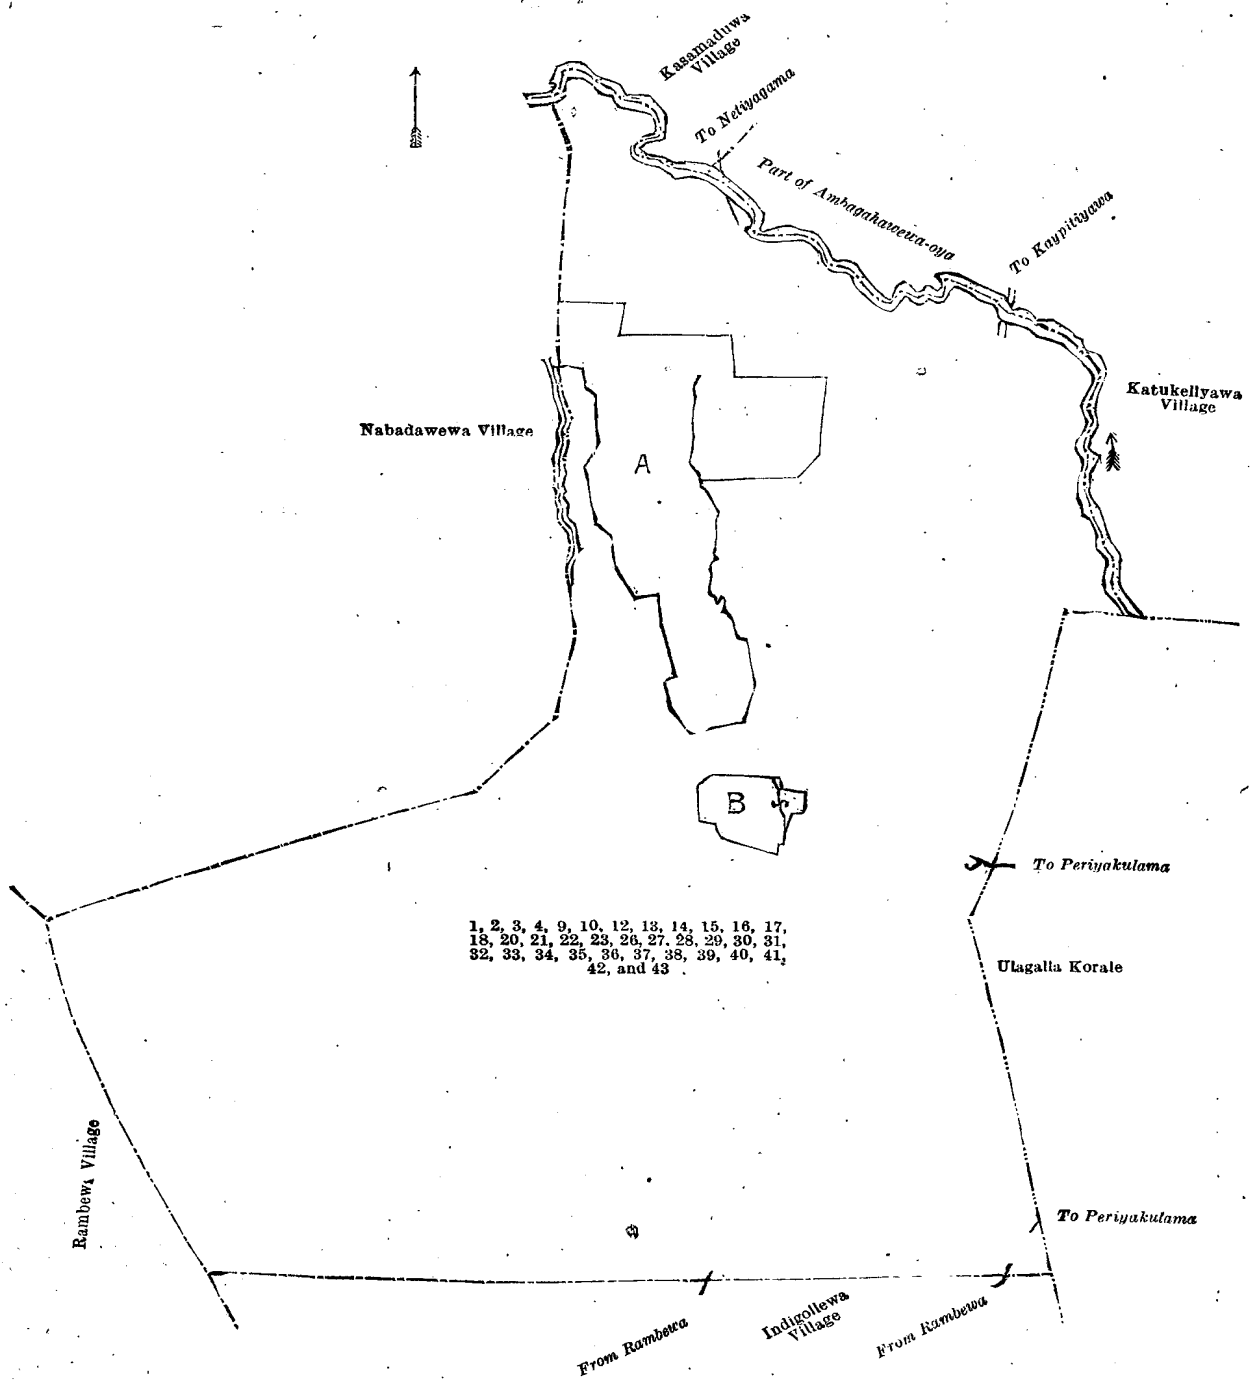 Kasamaduwa
Village
To Netiyagama
Part of Ambagahawewa-oya
To Kaypitiyawa
Katukeliyawa
Village
Nabadawewa Village
A
B
To Periyakulama
1, 2, 3, 4, 9, 10, 12, 13, 14, 15, 16, 17,
18, 20, 21, 22, 23, 26, 27, 28, 29, 30, 31,
32, 33, 34, 35, 36, 37, 38, 39, 40, 41,
42, and 43
Ulagalla Korale
Rambewa Village
To Periyakulama
Indigollewa
Village
From Rambewa
From Rambewa